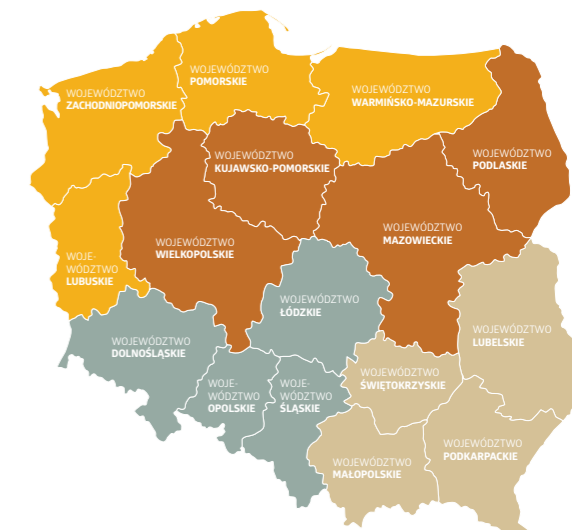 WOJEWÓDZTWO
POMORSKIE
WOJEWÓDZTWO
ZACHODNIOPOMORSKIE
WOJEWÓDZTWO
WARMIŃSKO-MAZURSKIE
WOJEWÓDZTWO
KUJAWSKO-POMORSKIE
WOJEWÓDZTWO
PODLASKIE
WOJEWÓDZTWO
MAZOWIECKIE
WOJEWÓDZTWO
WIELKOPOLSKIE
WOJE-
WÓDZTWO
LUBUSKIE
WOJEWÓDZTWO
ŁÓDZKIE
WOJEWÓDZTWO
LUBELSKIE
WOJEWÓDZTWO
DOLNOŚLĄSKIE
WOJE-
WÓDZTWO
OPOLSKIE
WOJE-
WÓDZTWO
ŚLĄSKIE
WOJEWÓDZTWO
ŚWIĘTOKRZYSKIE
WOJEWÓDZTWO
MAŁOPOLSKIE
WOJEWÓDZTWO
PODKARPACKIE